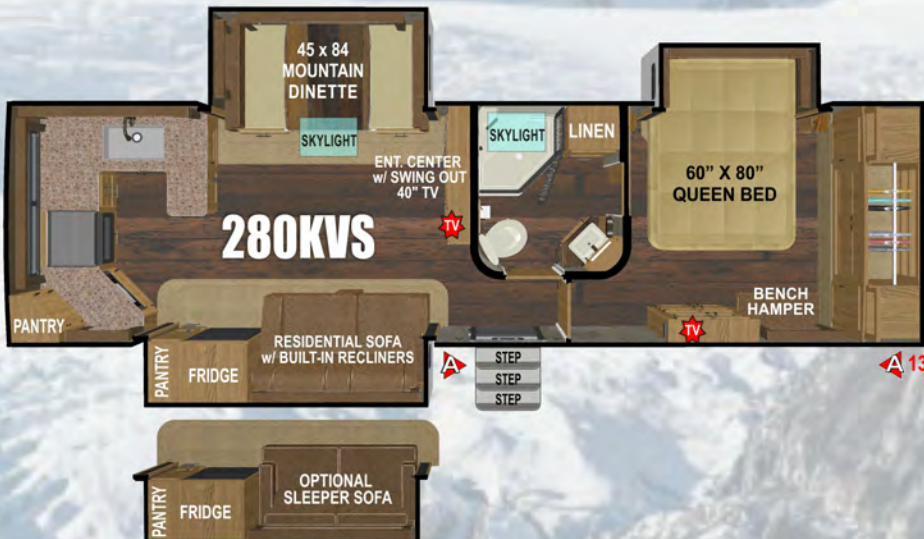 45 x 84
MOUNTAIN
DINETTE
SKYLIGHT
ENT. CENTER
w/ SWING OUT
40" TV
TV
SKYLIGHT
LINEN
60” X 80”
QUEEN BED
280KVS
PANTRY
PANTRY
FRIDGE
RESIDENTIAL SOFA
w/ BUILT-IN RECLINERS
BENCH
HAMPER
TV
A
STEP
STEP
STEP
A 13
PANTRY
FRIDGE
OPTIONAL
SLEEPER SOFA